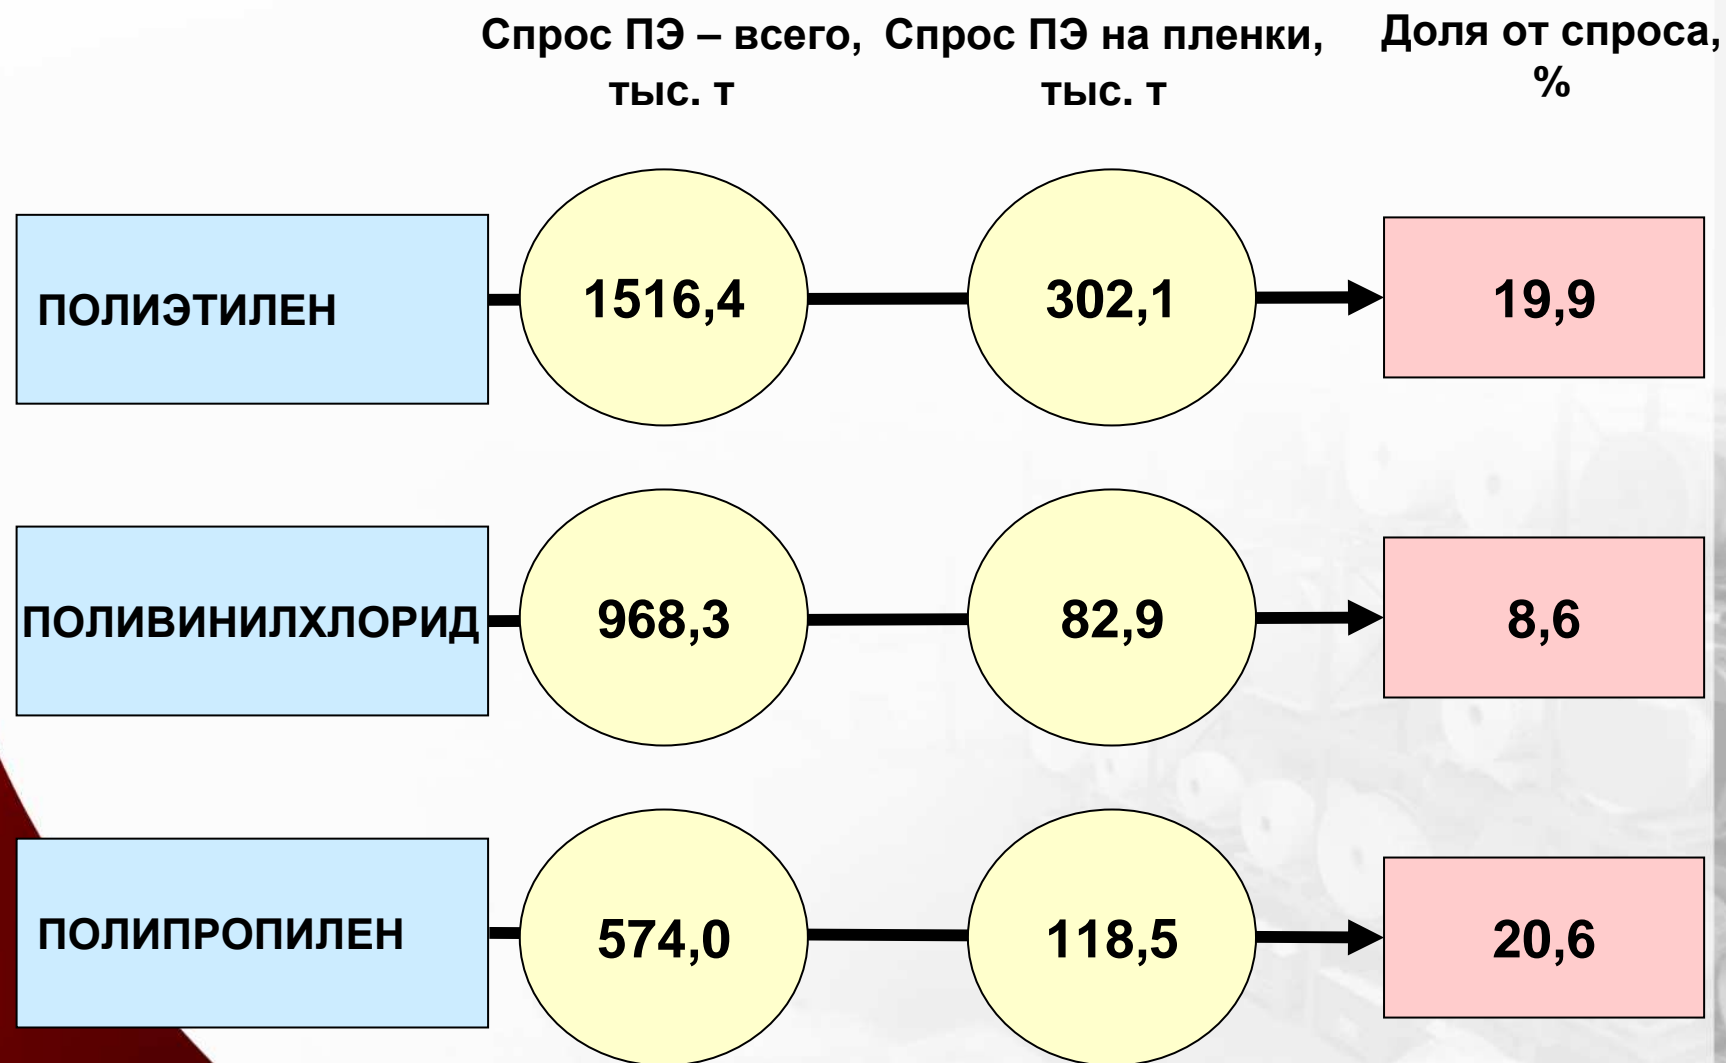 Спрос ПЭ – всего,
тыс. т
Спрос ПЭ на пленки,
тыс. т
Доля от спроса,
%
ПОЛИЭТИЛЕН
1516,4
302,1
19,9
ПОЛИВИНИЛХЛОРИД
968,3
82,9
8,6
ПОЛИПРОПИЛЕН
574,0
118,5
20,6